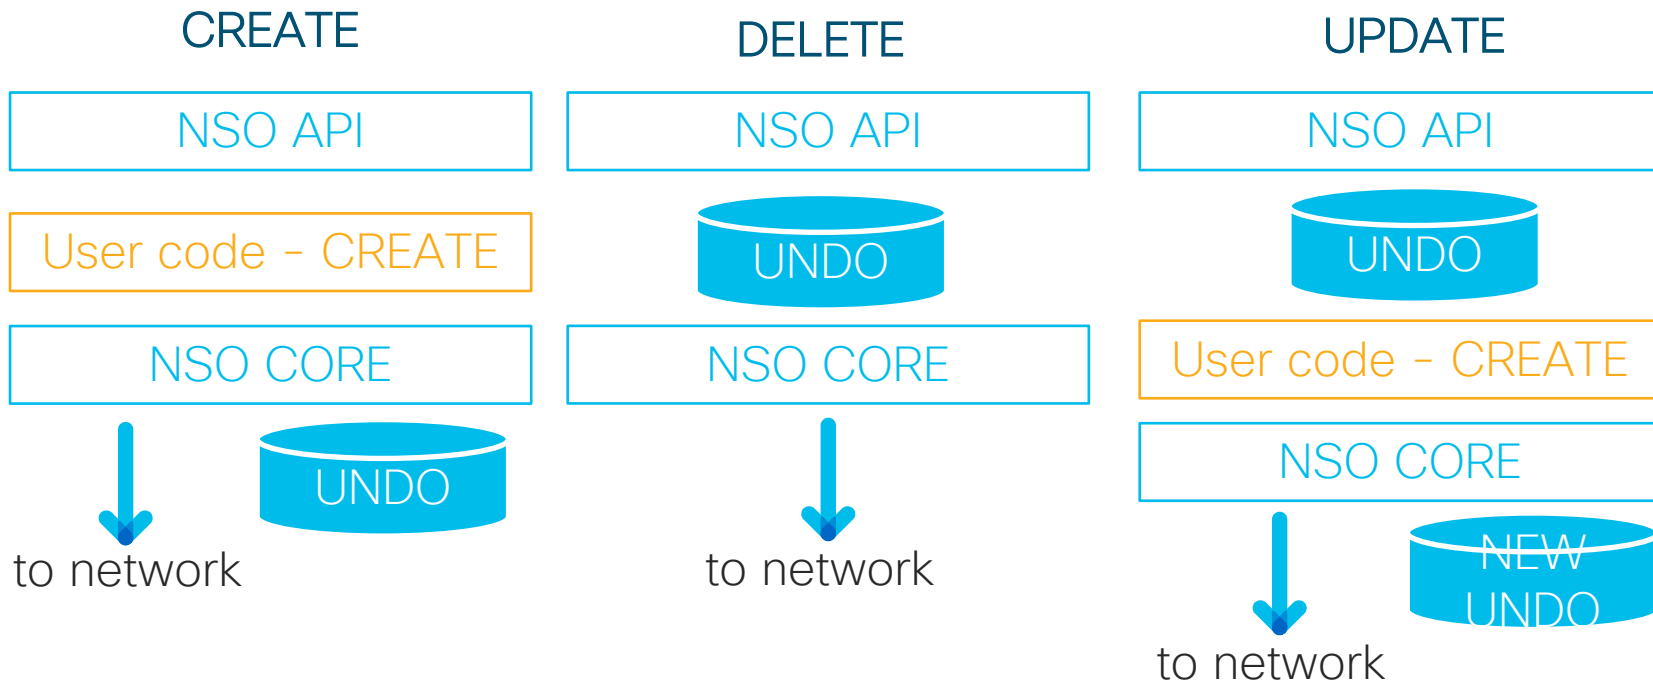 CREATE
NSO API
User code - CREATE
NSO CORE
UNDO
to network
DELETE
NSO API
UNDO
NSO CORE
to network
UPDATE
NSO API
UNDO
User code - CREATE
NSO CORE
NEW
UNDO
to network